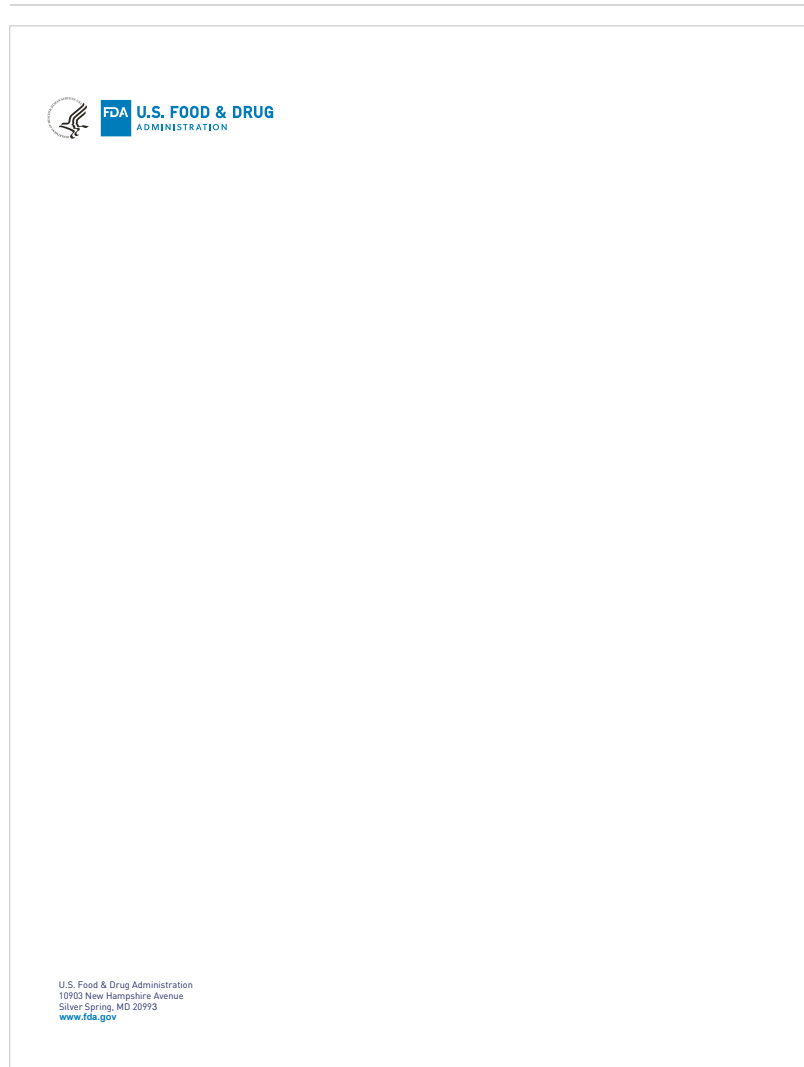 FDA U.S. FOOD & DRUG
ADMINISTRATION
U.S. Food & Drug Administration
10903 New Hampshire Avenue
Silver Spring, MD 20993
www.fda.gov